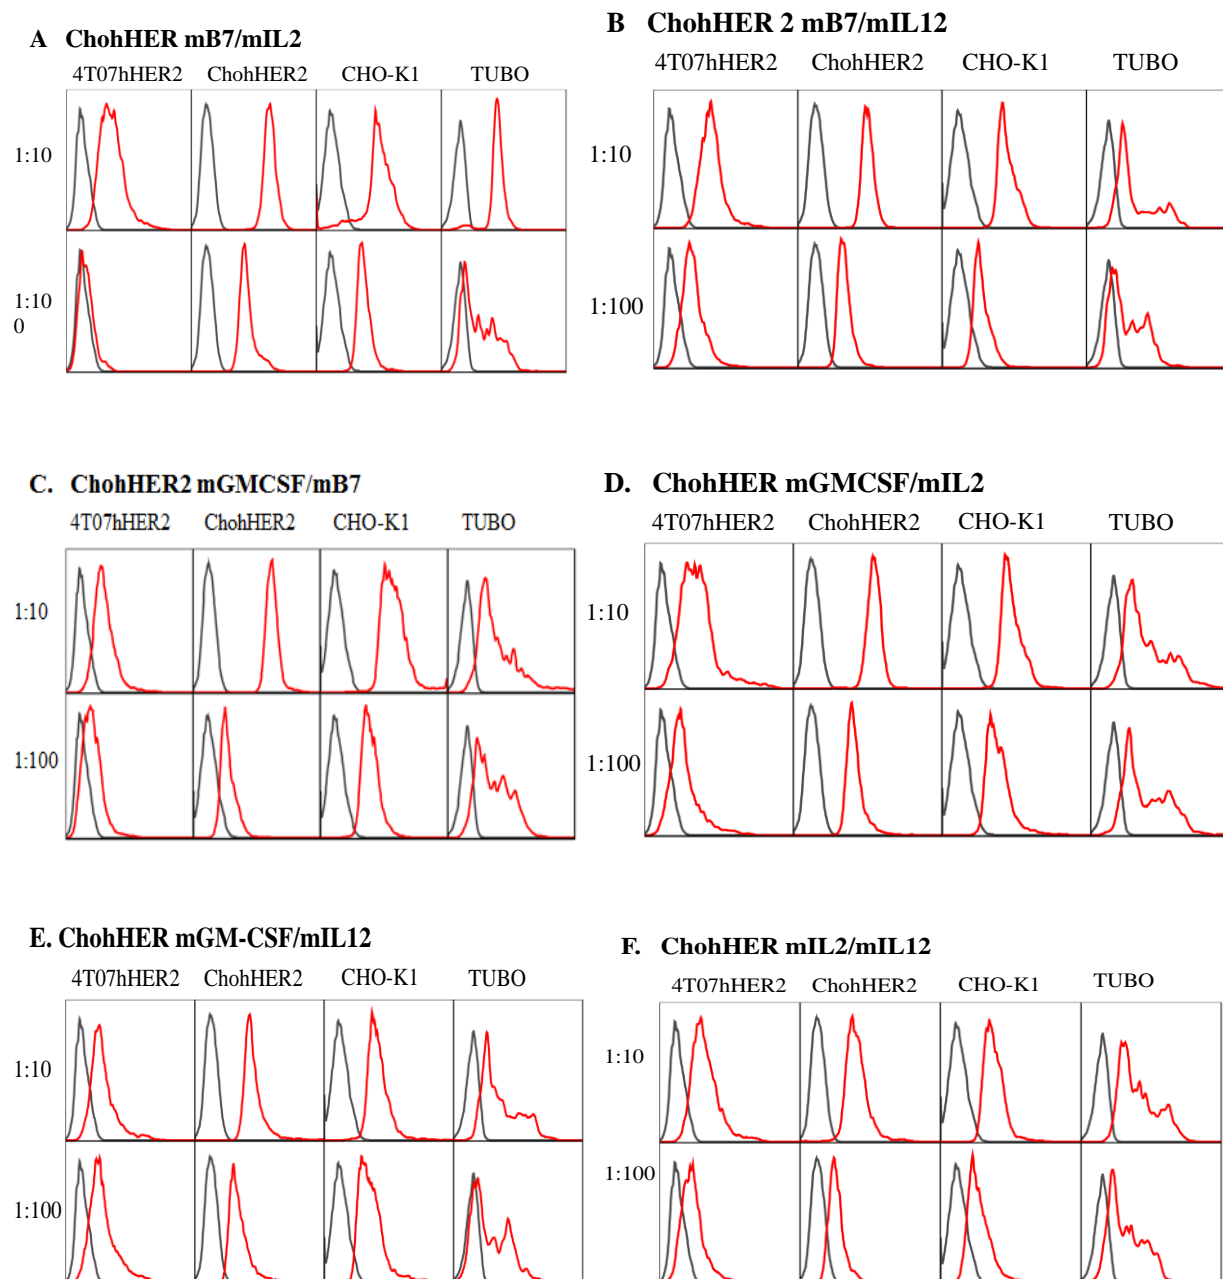 A ChohHER mB7/mIL2
4T07hHER2 ChohHER2 CHO-K1 TUBO
1:10
1:10
0
B ChohHER 2 mB7/mIL12
4T07hHER2 ChohHER2 CHO-K1 TUBO
1:10
1:100
C. ChohHER2 mGMCSF/mB7
4T07hHER2 ChohHER2 CHO-K1 TUBO
1:10
1:100
D. ChohHER mGMCSF/mIL2
4T07hHER2 ChohHER2 CHO-K1 TUBO
1:10
1:100
E. ChohHER mGM-CSF/mIL12
4T07hHER2 ChohHER2 CHO-K1 TUBO
1:10
1:100
F. ChohHER mIL2/mIL12
4T07hHER2 ChohHER2 CHO-K1 TUBO
1:10
1:100